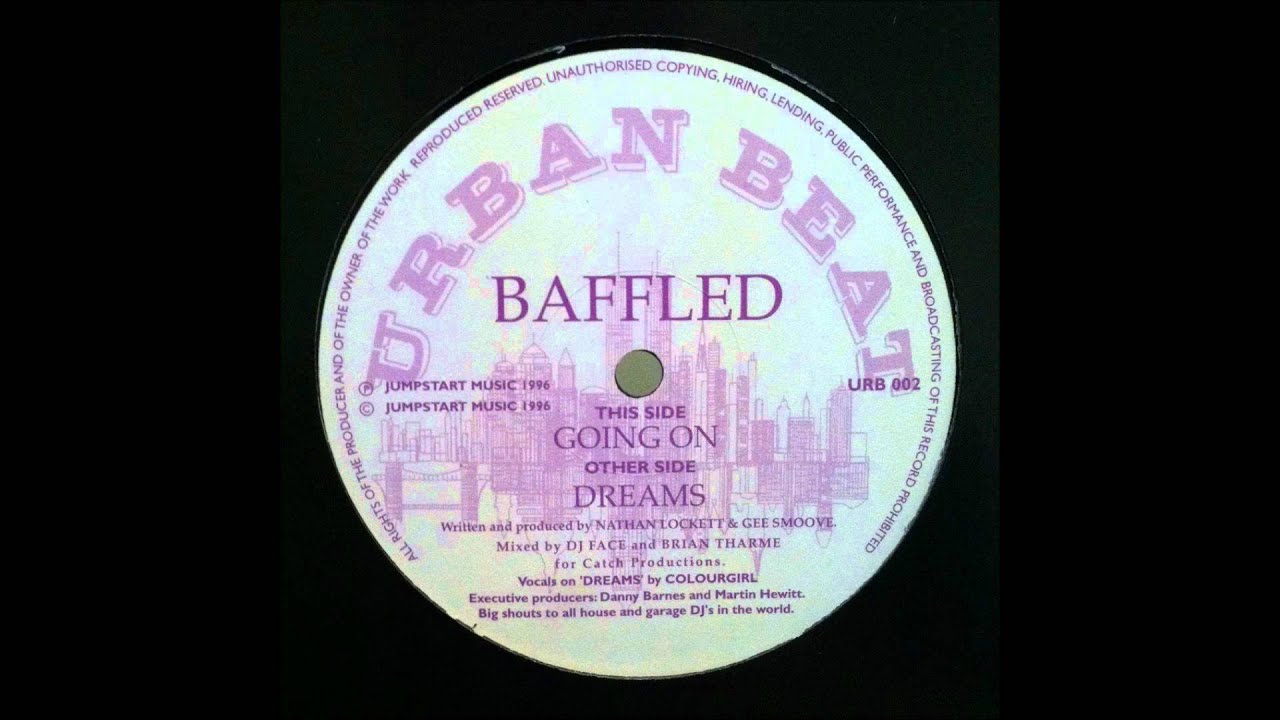 ALL RIGHTS OF THE PRODUCER AND OF THE OWNER OF THE WORK REPRODUCED RESERVED. UNAUTHORISED COPYING, HIRING, LENDING, PUBLIC PERFORMANCE AND BROADCASTING OF THIS RECORD PROHIBITED
URBAN BEAT
BAFFLED
Ⓟ JUMPSTART MUSIC 1996
© JUMPSTART MUSIC 1996
URB 002
THIS SIDE
GOING ON
OTHER SIDE
DREAMS
Written and produced by NATHAN LOCKETT & GEE SMOOVE.
Mixed by DJ FACE and BRIAN THARME
for Catch Productions.
Vocals on 'DREAMS' by COLOURGIRL
Executive producers: Danny Barnes and Martin Hewitt.
Big shouts to all house and garage DJ's in the world.